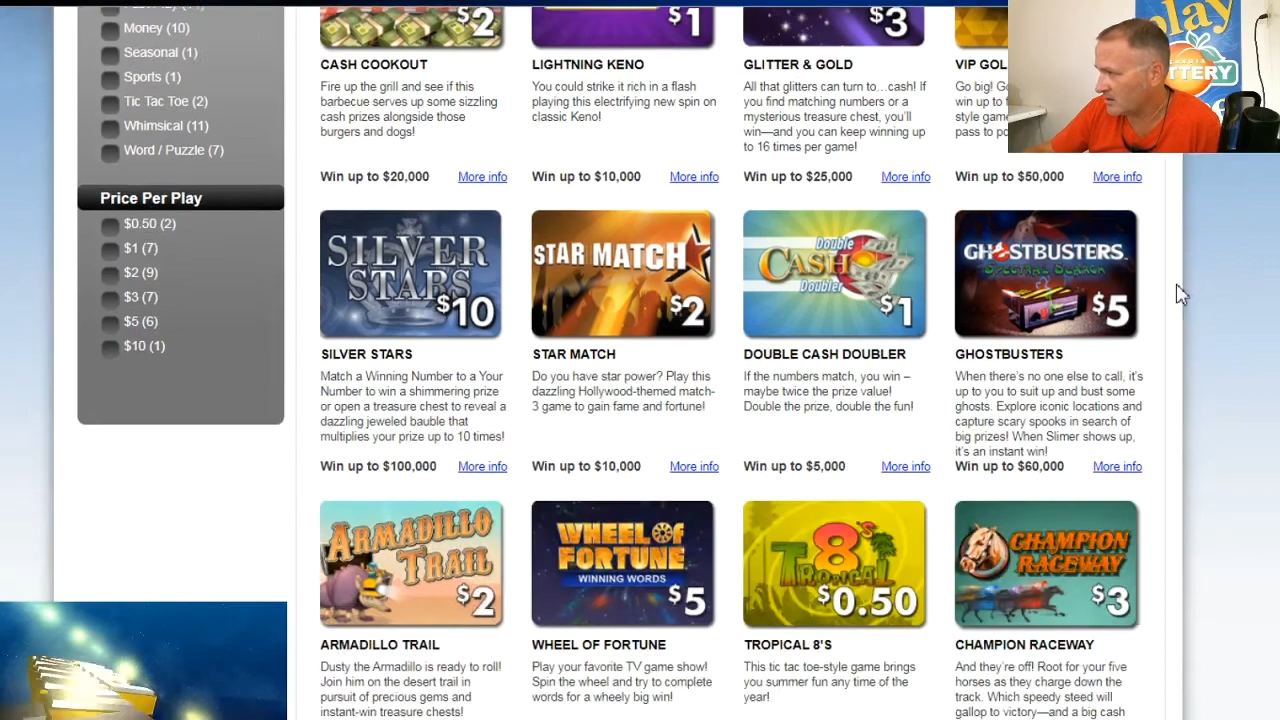 Money (10)
Seasonal (1)
Sports (1)
Tic Tac Toe (2)
Whimsical (11)
Word / Puzzle (7)
Price Per Play
$0.50 (2)
$1 (7)
$2 (9)
$3 (7)
$5 (6)
$10 (1)
$2
CASH COOKOUT
Fire up the grill and see if this
barbecue serves up some sizzling
cash prizes alongside those
burgers and dogs!
Win up to $20,000 More info
$1
LIGHTNING KENO
You could strike it rich in a flash
playing this electrifying new spin on
classic Keno!
Win up to $10,000 More info
$3
GLITTER & GOLD
All that glitters can turn to…cash! If
you find matching numbers or a
mysterious treasure chest, you'll
win—and you can keep winning up
to 16 times per game!
Win up to $25,000 More info
VIP GOL
Go big! Go
win up to
style game
pass to po
Win up to $50,000 More info
play
TTERY
SILVER
STARS
$10
SILVER STARS
Match a Winning Number to a Your
Number to win a shimmering prize
or open a treasure chest to reveal a
dazzling jeweled bauble that
multiplies your prize up to 10 times!
Win up to $100,000 More info
STAR MATCH
$2
STAR MATCH
Do you have star power? Play this
dazzling Hollywood-themed match-
3 game to gain fame and fortune!
Win up to $10,000 More info
Double
CASH
Doubler
$1
DOUBLE CASH DOUBLER
If the numbers match, you win –
maybe twice the prize value!
Double the prize, double the fun!
Win up to $5,000 More info
GHOSTBUSTERS
SPECTRAL SEARCH
$5
GHOSTBUSTERS
When there's no one else to call, it's
up to you to suit up and bust some
ghosts. Explore iconic locations and
capture scary spooks in search of
big prizes! When Slimer shows up,
it's an instant win!
Win up to $60,000 More info
ARMADILLO
TRAIL
$2
ARMADILLO TRAIL
Dusty the Armadillo is ready to roll!
Join him on the desert trail in
pursuit of precious gems and
instant-win treasure chests!
WHEEL OF
FORTUNE
WINNING WORDS
$5
WHEEL OF FORTUNE
Play your favorite TV game show!
Spin the wheel and try to complete
words for a wheely big win!
8'S
TROPICAL
$0.50
TROPICAL 8'S
This tic tac toe-style game brings
you summer fun any time of the
year!
CHAMPION
RACEWAY
$3
CHAMPION RACEWAY
And they're off! Root for your five
horses as they charge down the
track. Which speedy steed will
gallop to victory—and a big cash